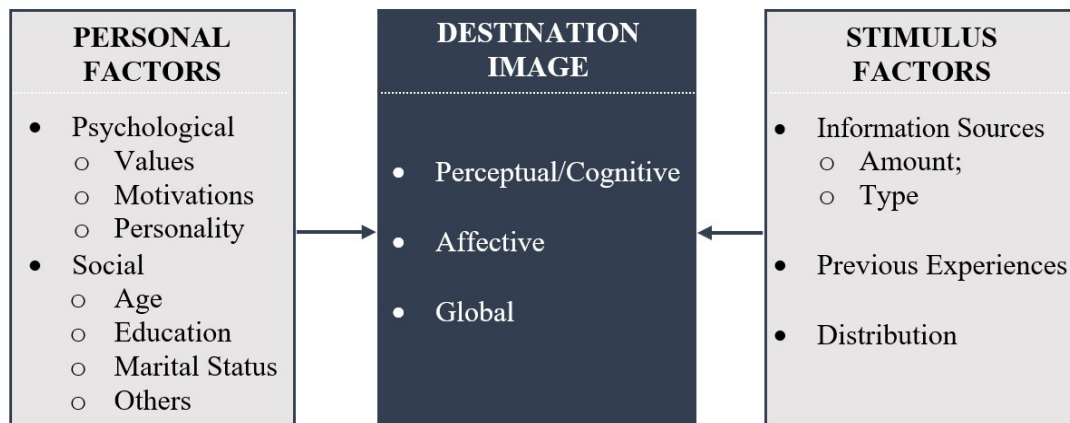 PERSONAL
FACTORS
• Psychological
o Values
o Motivations
o Personality
• Social
o Age
o Education
o Marital Status
o Others
DESTINATION
IMAGE
• Perceptual/Cognitive
• Affective
• Global
STIMULUS
FACTORS
• Information Sources
o Amount;
o Type
• Previous Experiences
• Distribution